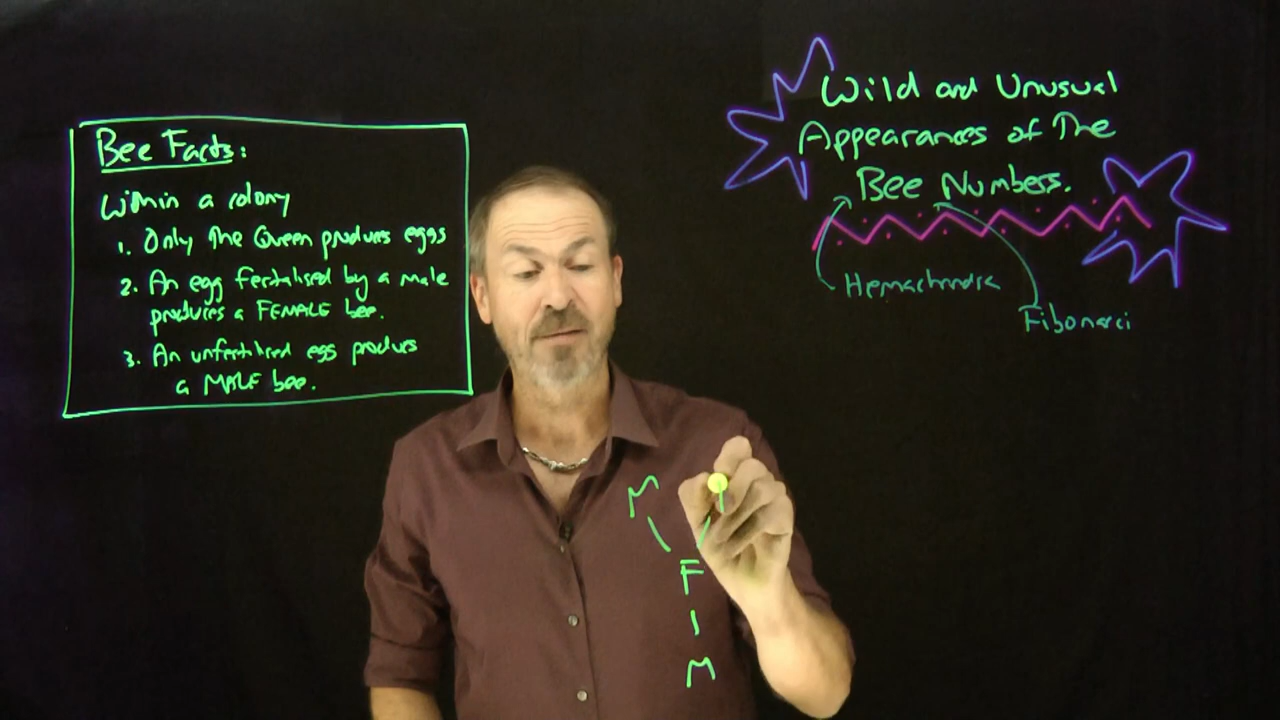 Bee Facts:
Within a colony
1. Only The Queen produces eggs
2. An egg fertilised by a male
produces a FEMALE bee.
3. An unfertilised egg produces
a MALE bee.
Wild and Unusual
Appearances of The
Bee Numbers.
Hemachandra
Fibonacci
M
F
M